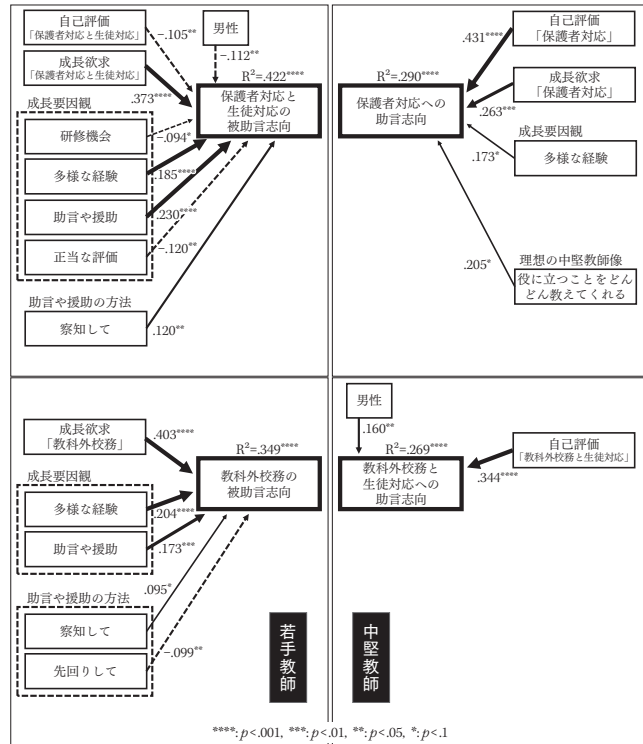 自己評価
「保護者対応と生徒対応」
-.105**
男性
-.112**
成長欲求
「保護者対応と生徒対応」
.373****
R²=.422****
保護者対応と
生徒対応の
被助言志向
成長要因観
研修機会
-.094*
多様な経験
.185****
助言や援助
.230****
正当な評価
-.120**
助言や援助の方法
察知して
.120**
自己評価
「保護者対応」
.431****
R²=.290****
保護者対応への
助言志向
成長欲求
「保護者対応」
.263***
成長要因観
多様な経験
.173*
理想の中堅教師像
役に立つことをどん
どん教えてくれる
.205*
成長欲求
「教科外校務」
.403****
R²=.349****
教科外校務の
被助言志向
成長要因観
多様な経験
.204****
助言や援助
.173***
助言や援助の方法
察知して
.095*
先回りして
-.099**
若手教師
男性
.160**
R²=.269****
教科外校務と
生徒対応への
助言志向
自己評価
「教科外校務と生徒対応」
.344****
中堅教師
****: p<.001, ***: p<.01, **: p<.05, *: p<.1